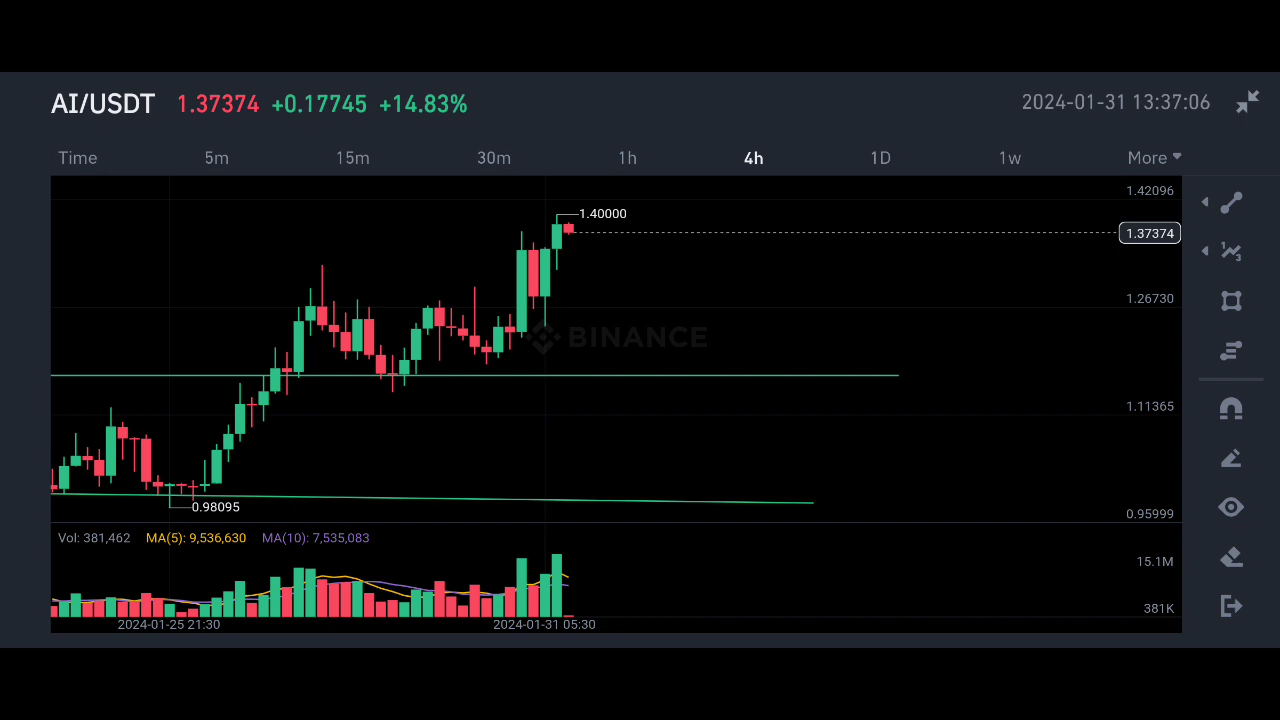 AI/USDT 1.37374 +0.17745 +14.83% 2024-01-31 13:37:06
Time 5m 15m 30m 1h 4h 1D 1w More
1.42096
1.40000
1.37374
1.26730
BINANCE
1.11365
0.98095
0.95999
Vol: 381,462 MA(5): 9,536,630 MA(10): 7,535,083
15.1M
381K
2024-01-25 21:30 2024-01-31 05:30